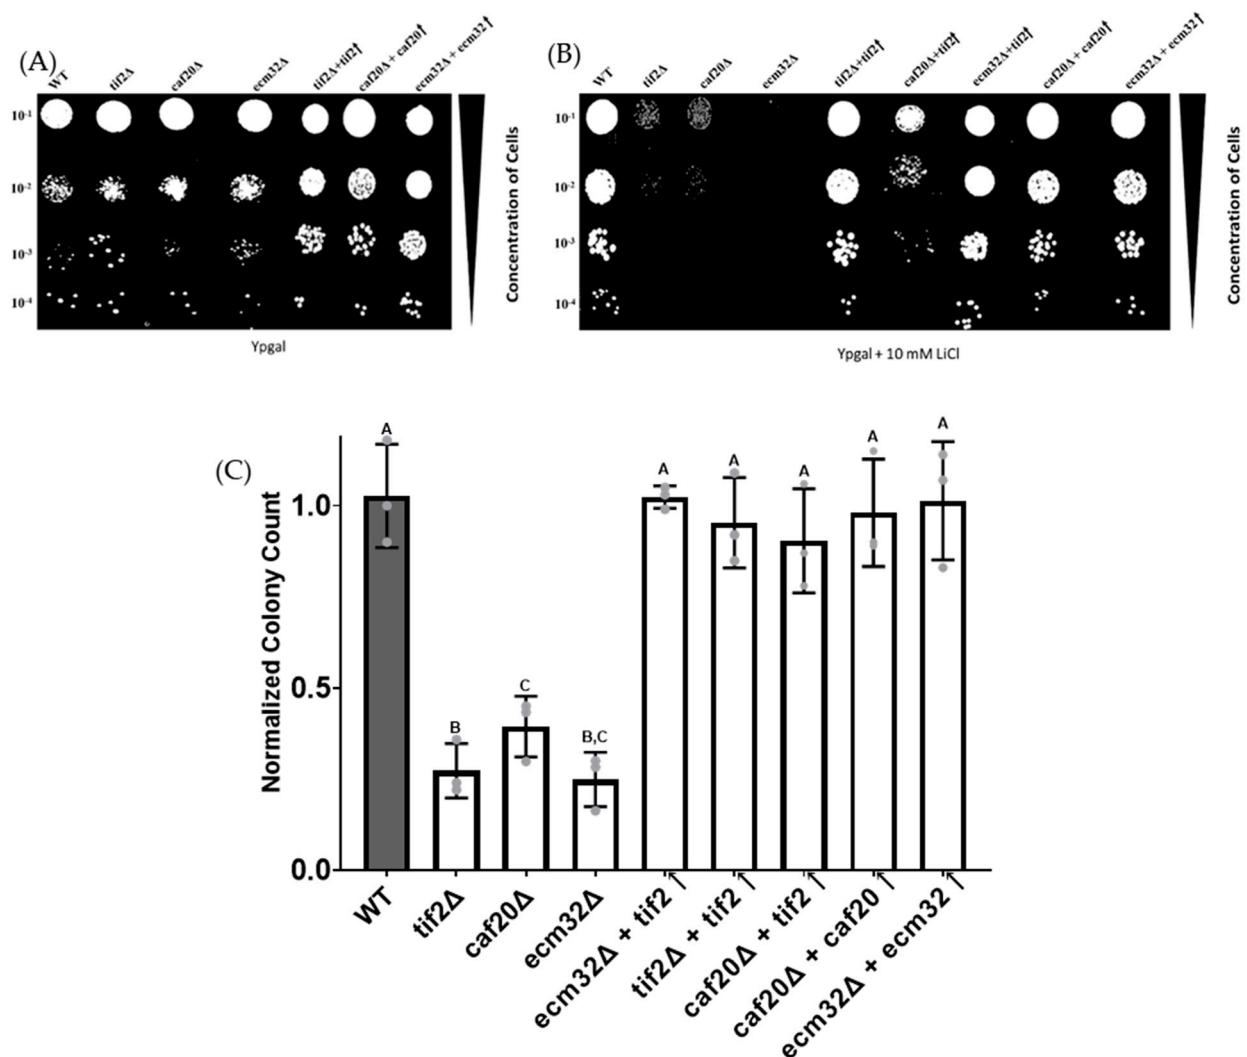 (A)
WT tif2Δ caf20Δ ecm32Δ tif2Δ+tif2↑ caf20Δ + caf20↑ ecm32Δ + ecm32↑
10⁻¹
10⁻²
10⁻³
10⁻⁴
Concentration of Cells
Ypgal
(B)
WT tif2Δ caf20Δ ecm32Δ tif2Δ+tif2↑ caf20Δ+tif2↑ ecm32Δ+tif2↑ caf20Δ + caf20↑ ecm32Δ + ecm32↑
10⁻¹
10⁻²
10⁻³
10⁻⁴
Concentration of Cells
Ypgal + 10 mM LiCl
(C)
Normalized Colony Count
1.0
0.5
0.0
A B C B,C A A A A A
WT tif2Δ caf20Δ ecm32Δ ecm32Δ + tif2↑ tif2Δ + tif2↑ caf20Δ + tif2↑ caf20Δ + caf20↑ ecm32Δ + ecm32↑